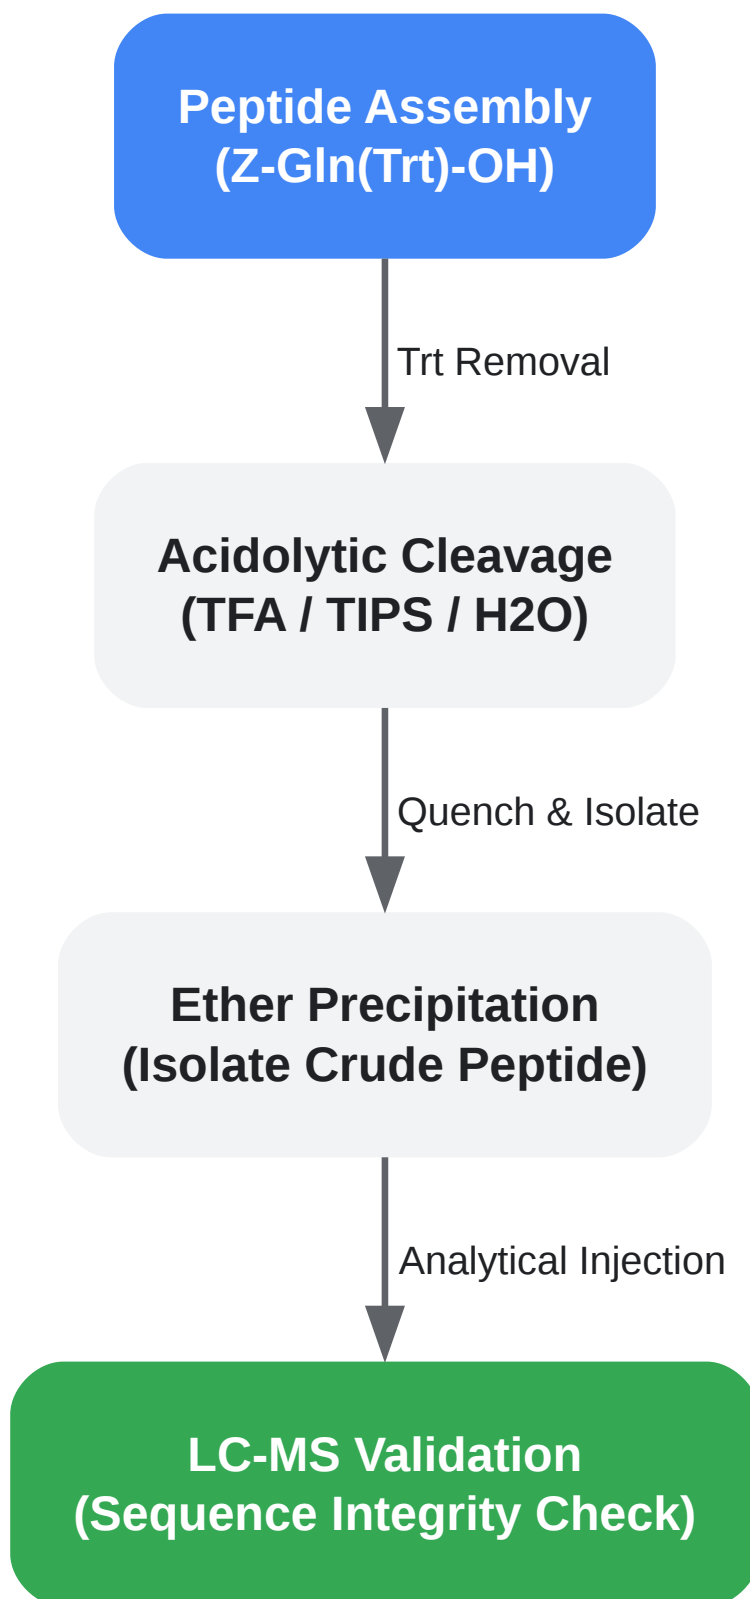 Peptide Assembly
(Z-Gln(Trt)-OH)
Trt Removal
Acidolytic Cleavage
(TFA / TIPS / H2O)
Quench & Isolate
Ether Precipitation
(Isolate Crude Peptide)
Analytical Injection
LC-MS Validation
(Sequence Integrity Check)